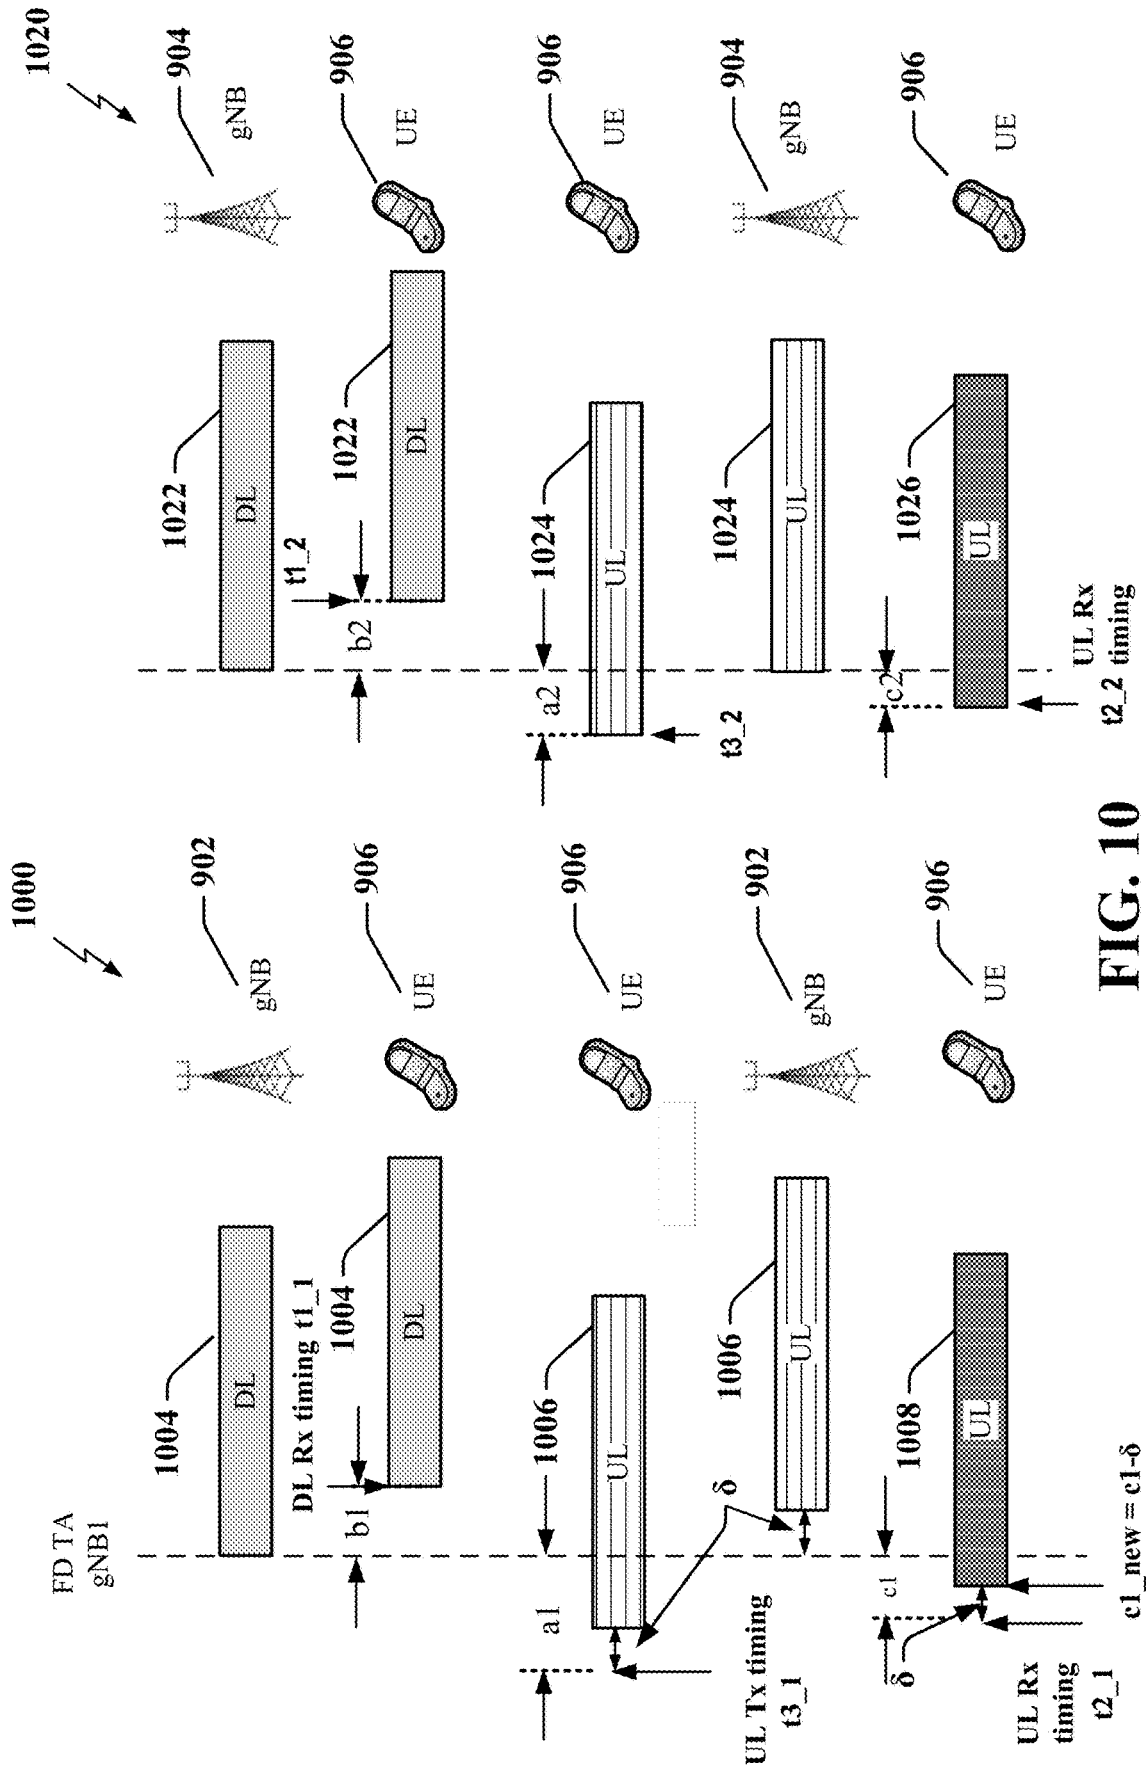 1000
FD TA
gNB1
1004
DL
gNB
902
DL Rx timing t1_1
b1
1004
DL
UE
906
a1
1006
UL
UE
906
δ
UL Tx timing
t3_1
1006
UL
gNB
902
c1
1008
UL
UE
906
δ
UL Rx
timing
t2_1
c1_new = c1-δ
1020
1022
DL
gNB
904
t1_2
b2
1022
DL
UE
906
a2
1024
UL
UE
906
t3_2
1024
UL
gNB
904
c2
1026
UL
UE
906
UL Rx
t2_2 timing
FIG. 10